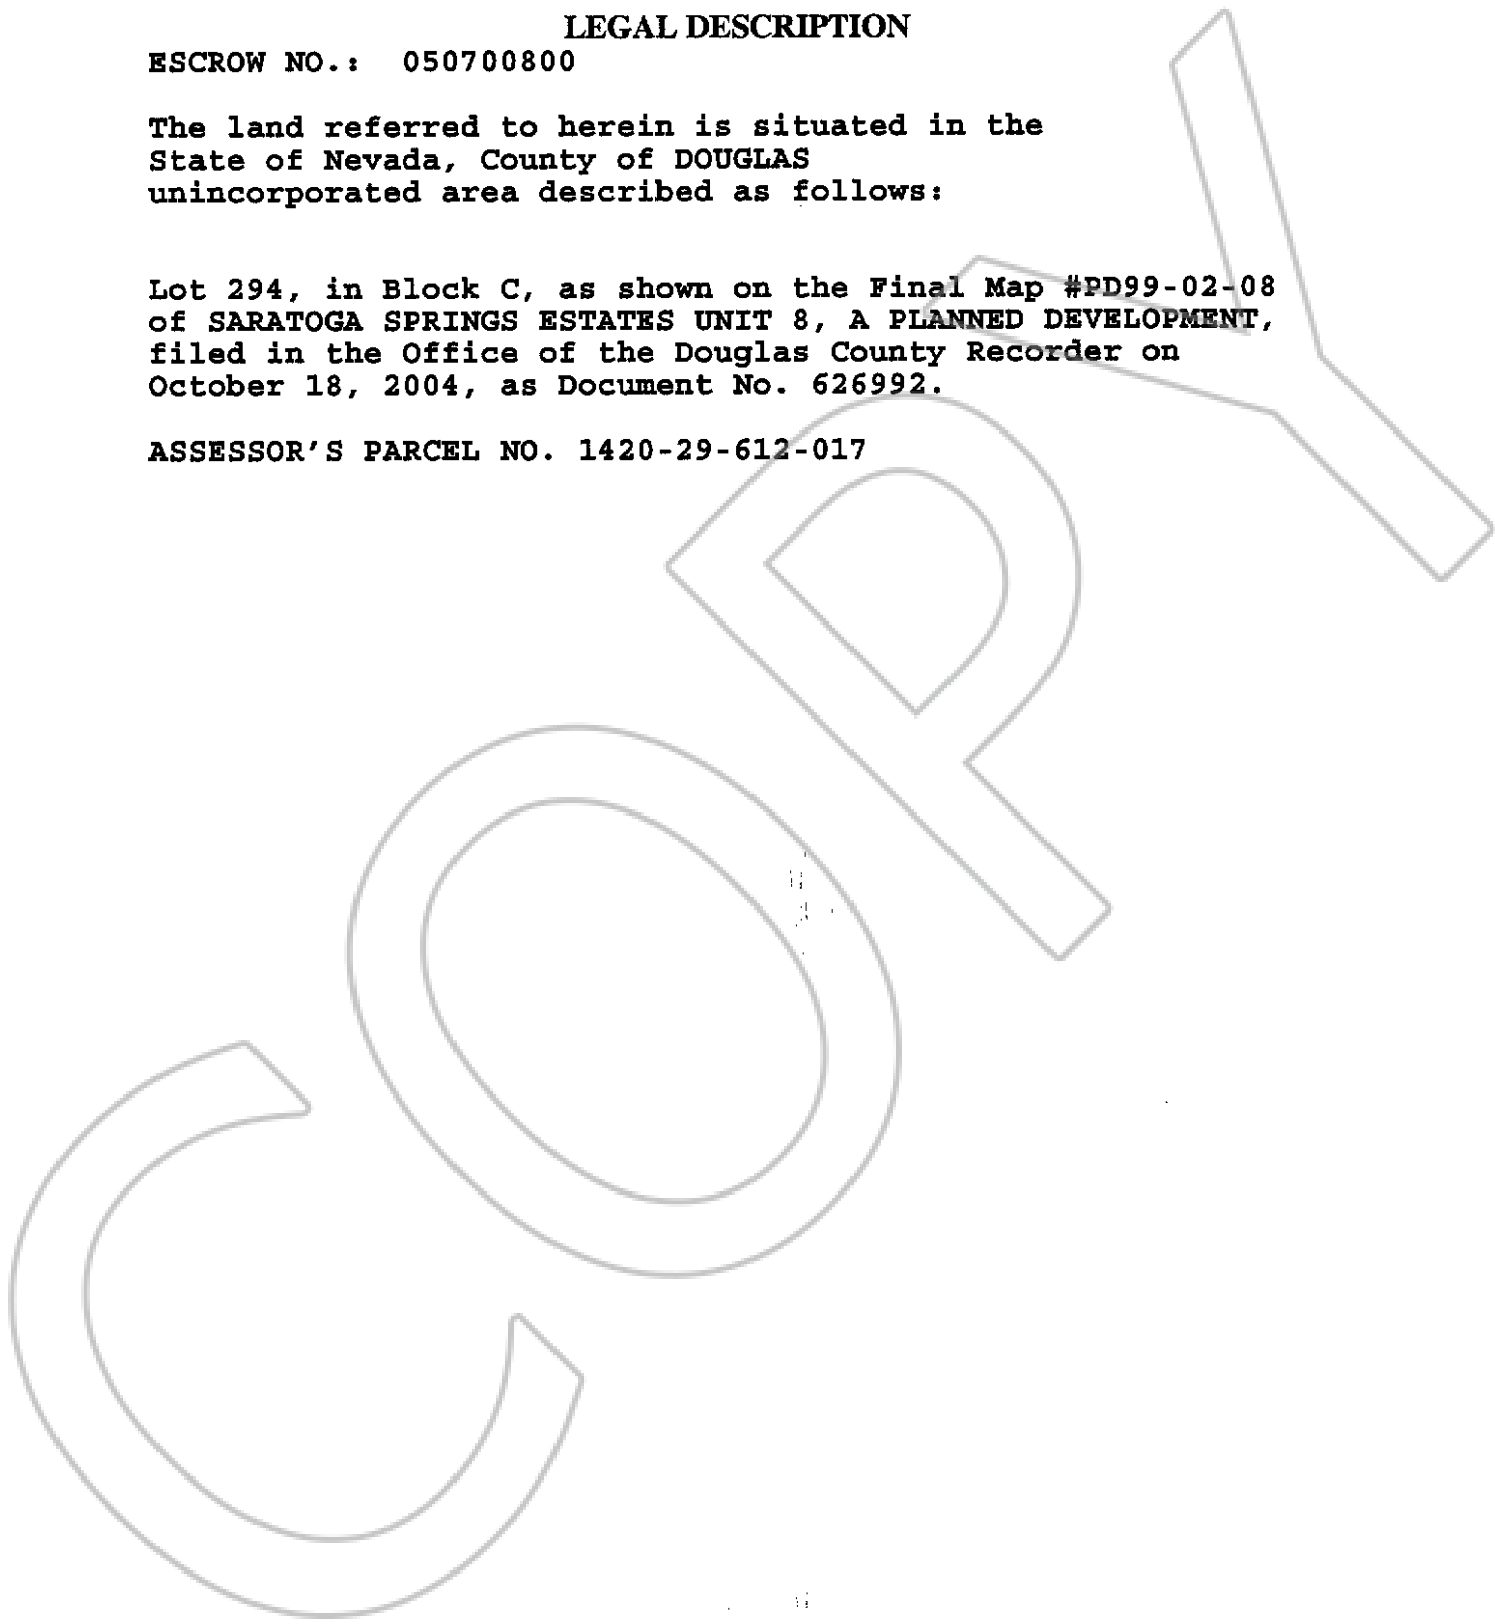 LEGAL DESCRIPTION
ESCROW NO.: 050700800
The land referred to herein is situated in the
State of Nevada, County of DOUGLAS
unincorporated area described as follows:
Lot 294, in Block C, as shown on the Final Map #PD99-02-08
of SARATOGA SPRINGS ESTATES UNIT 8, A PLANNED DEVELOPMENT,
filed in the Office of the Douglas County Recorder on
October 18, 2004, as Document No. 626992.
ASSESSOR'S PARCEL NO. 1420-29-612-017
COPY